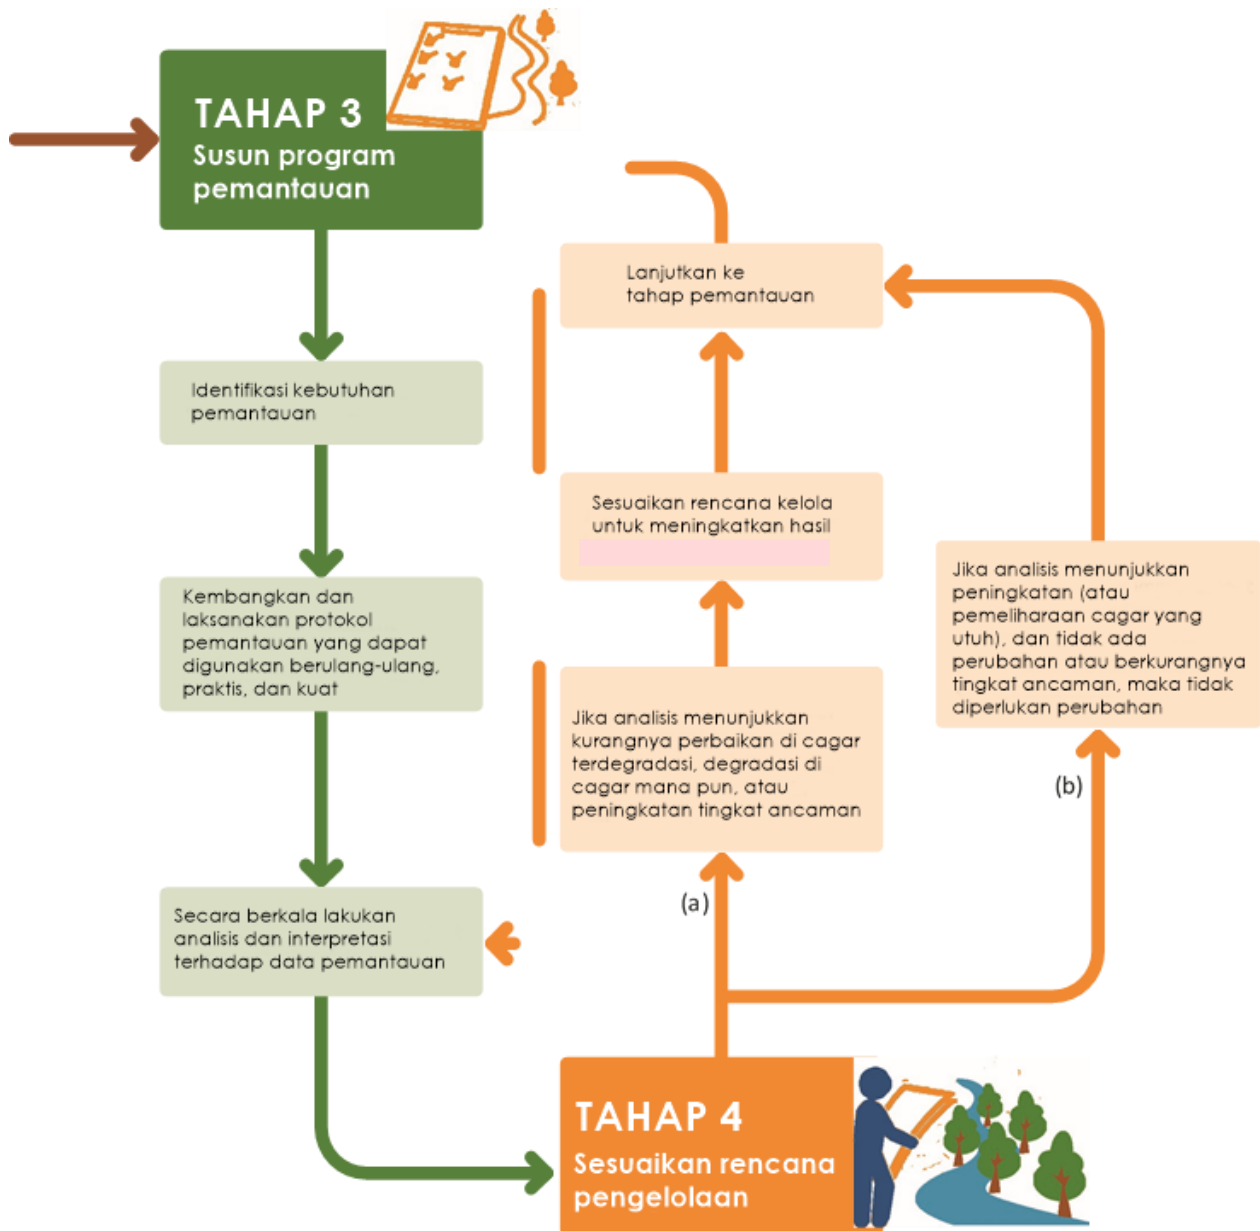 TAHAP 3
Susun program
pemantauan
Identifikasi kebutuhan
pemantauan
Kembangkan dan
laksanakan protokol
pemantauan yang dapat
digunakan berulang-ulang,
praktis, dan kuat
Secara berkala lakukan
analisis dan interpretasi
terhadap data pemantauan
TAHAP 4
Sesuaikan rencana
pengelolaan
(a)
Jika analisis menunjukkan
kurangnya perbaikan di cagar
terdegradasi, degradasi di
cagar mana pun, atau
peningkatan tingkat ancaman
Sesuaikan rencana kelola
untuk meningkatkan hasil
Lanjutkan ke
tahap pemantauan
(b)
Jika analisis menunjukkan
peningkatan (atau
pemeliharaan cagar yang
utuh), dan tidak ada
perubahan atau berkurangnya
tingkat ancaman, maka tidak
diperlukan perubahan